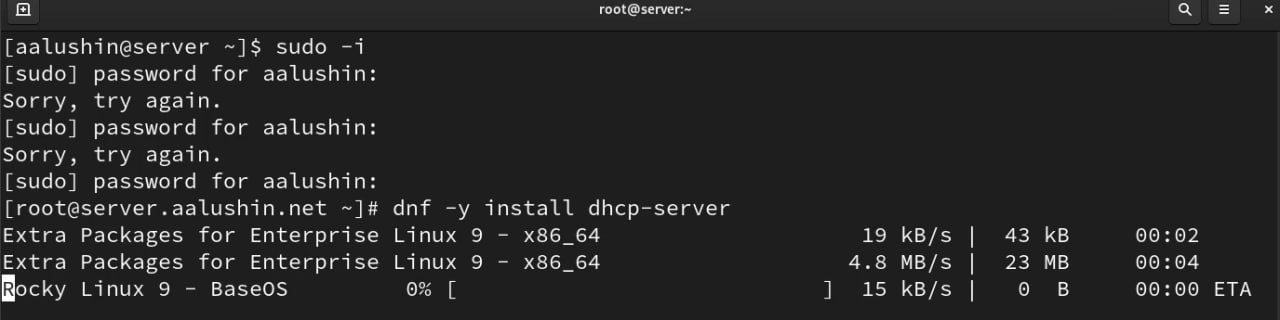 root@server:~
[aalushin@server ~]$ sudo -i
[sudo] password for aalushin:
Sorry, try again.
[sudo] password for aalushin:
Sorry, try again.
[sudo] password for aalushin:
[root@server.aalushin.net ~]# dnf -y install dhcp-server
Extra Packages for Enterprise Linux 9 - x86_64 19 kB/s | 43 kB 00:02
Extra Packages for Enterprise Linux 9 - x86_64 4.8 MB/s | 23 MB 00:04
Rocky Linux 9 - BaseOS 0% [ ] 15 kB/s | 0 B 00:00 ETA